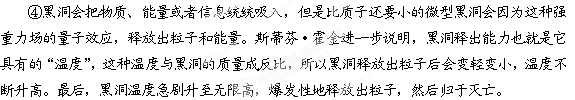 ④黑洞会把物质、能量或者信息统统吸入，但是比质子还要小的微型黑洞会因为这种强
重力场的量子效应，释放出粒子和能量。斯蒂芬·霍金进一步说明，黑洞释出能力也就是它
具有的“温度”，这种温度与黑洞的质量成反比，所以黑洞释放出粒子后会变轻变小，温度不
断升高。最后，黑洞温度急剧升至无限高，爆发性地释放出粒子，然后归于灭亡。